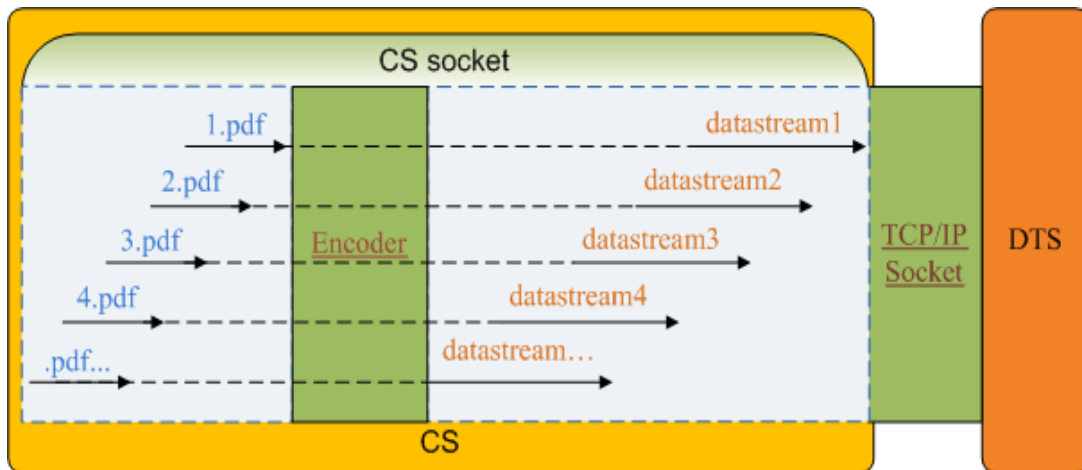 CS socket
1.pdf
datastream1
2.pdf
datastream2
3.pdf
Encoder
datastream3
TCP/IP
Socket
DTS
4.pdf
datastream4
.pdf...
datastream…
CS